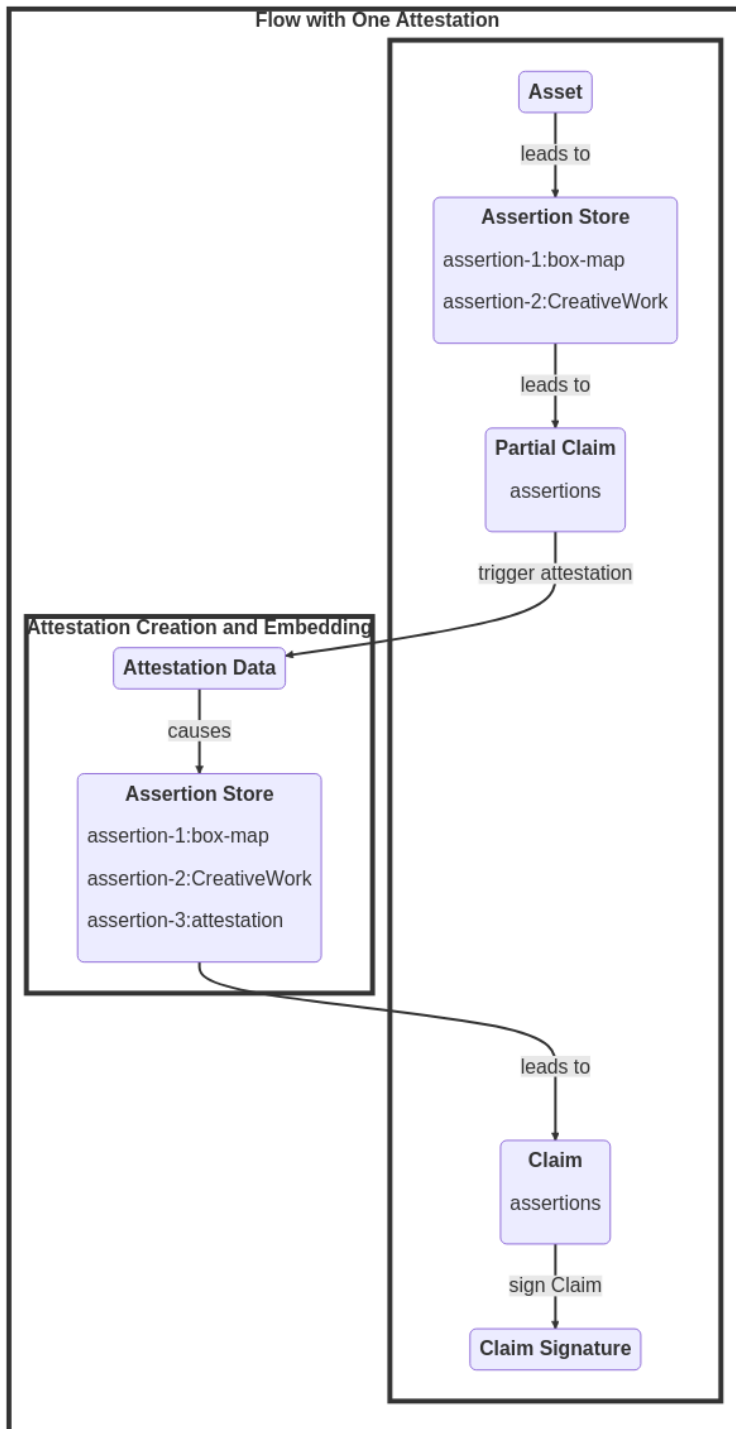 Flow with One Attestation
Asset
leads to
Assertion Store
assertion-1:box-map
assertion-2:CreativeWork
leads to
Partial Claim
assertions
trigger attestation
Attestation Creation and Embedding
Attestation Data
causes
Assertion Store
assertion-1:box-map
assertion-2:CreativeWork
assertion-3:attestation
leads to
Claim
assertions
sign Claim
Claim Signature